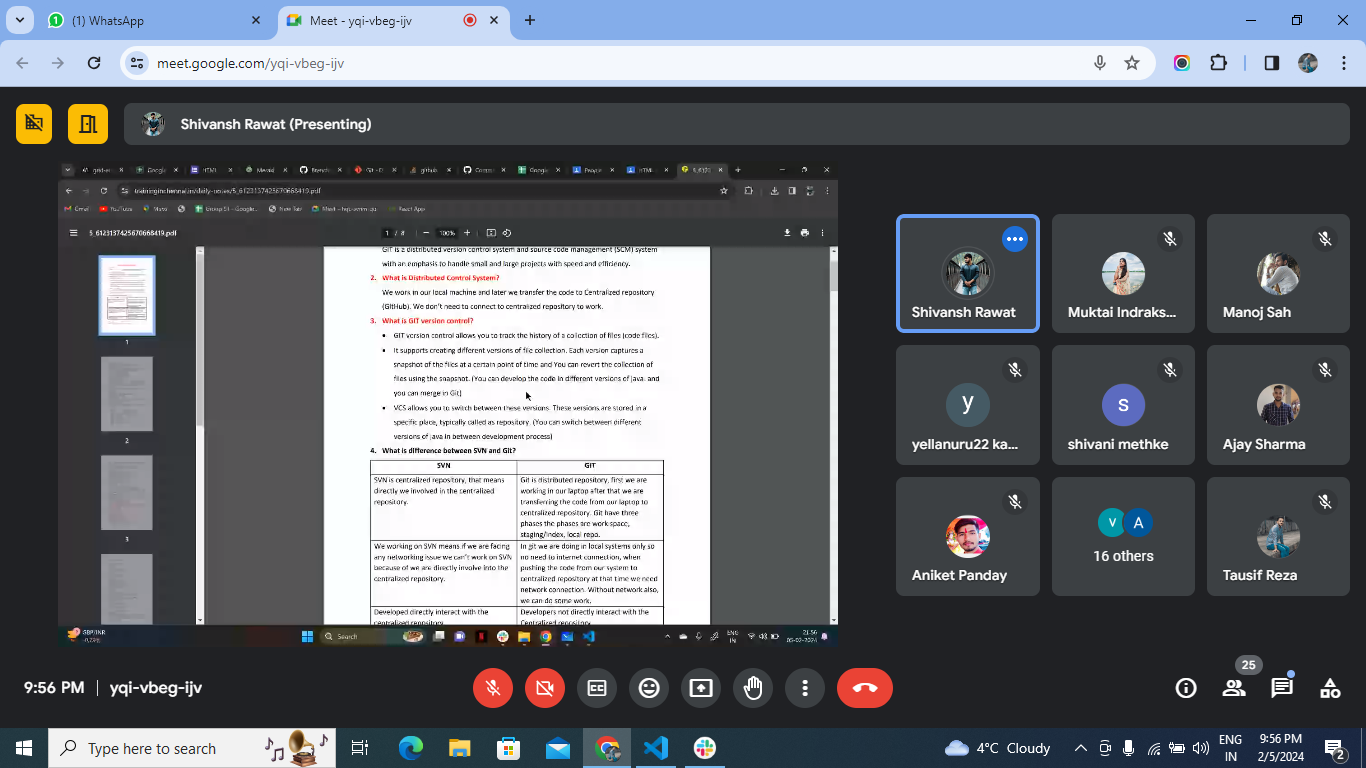 (1) WhatsApp
Meet - yqi-vbeg-ijv
meet.google.com/yqi-vbeg-ijv
Shivansh Rawat (Presenting)
Google
HTML
Google
HTML
Gmail
YouTube
Maps
New Tab
React App
5_6123137425670668419.pdf
1 / 8
100%
GIT is a distributed version control system and source code management (SCM) system
with an emphasis to handle small and large projects with speed and efficiency.
2. What is Distributed Control System?
We work in our local machine and later we transfer the code to Centralized repository
(GitHub). We don't need to connect to centralized repository to work.
3. What is GIT version control?
• GIT version control allows you to track the history of a collection of files (code files).
• It supports creating different versions of file collection. Each version captures a
snapshot of the files at a certain point of time and You can revert the collection of
files using the snapshot. (You can develop the code in different versions of java. and
you can merge in Git)
• VCS allows you to switch between these versions. These versions are stored in a
specific place, typically called as repository. (You can switch between different
versions of java in between development process)
4. What is difference between SVN and Git?
SVN
GIT
SVN is centralized repository, that means
directly we involved in the centralized
repository.
Git is distributed repository, first we are
working in our laptop after that we are
transferring the code from our laptop to
centralized repository. Git have three
phases the phases are work space,
staging/index, local repo.
We working on SVN means if we are facing
any networking issue we can't work on SVN
because of we are directly involve into the
centralized repository.
In git we are doing in local systems only so
no need to internet connection, when
pushing the code from our system to
centralized repository at that time we need
network connection. Without network also,
we can do some work.
Developed directly interact with the
centralized repository
Developers not directly interact with the
Centralized repository
1
2
3
GBP/INR
Search
ENG
IN
21:56
05-02-2024
Shivansh Rawat
Muktai Indraks...
Manoj Sah
y
yellanuru22 ka...
s
shivani methke
Ajay Sharma
Aniket Panday
V
A
16 others
Tausif Reza
9:56 PM | yqi-vbeg-ijv
25
Type here to search
4°C Cloudy
ENG
IN
9:56 PM
2/5/2024
2